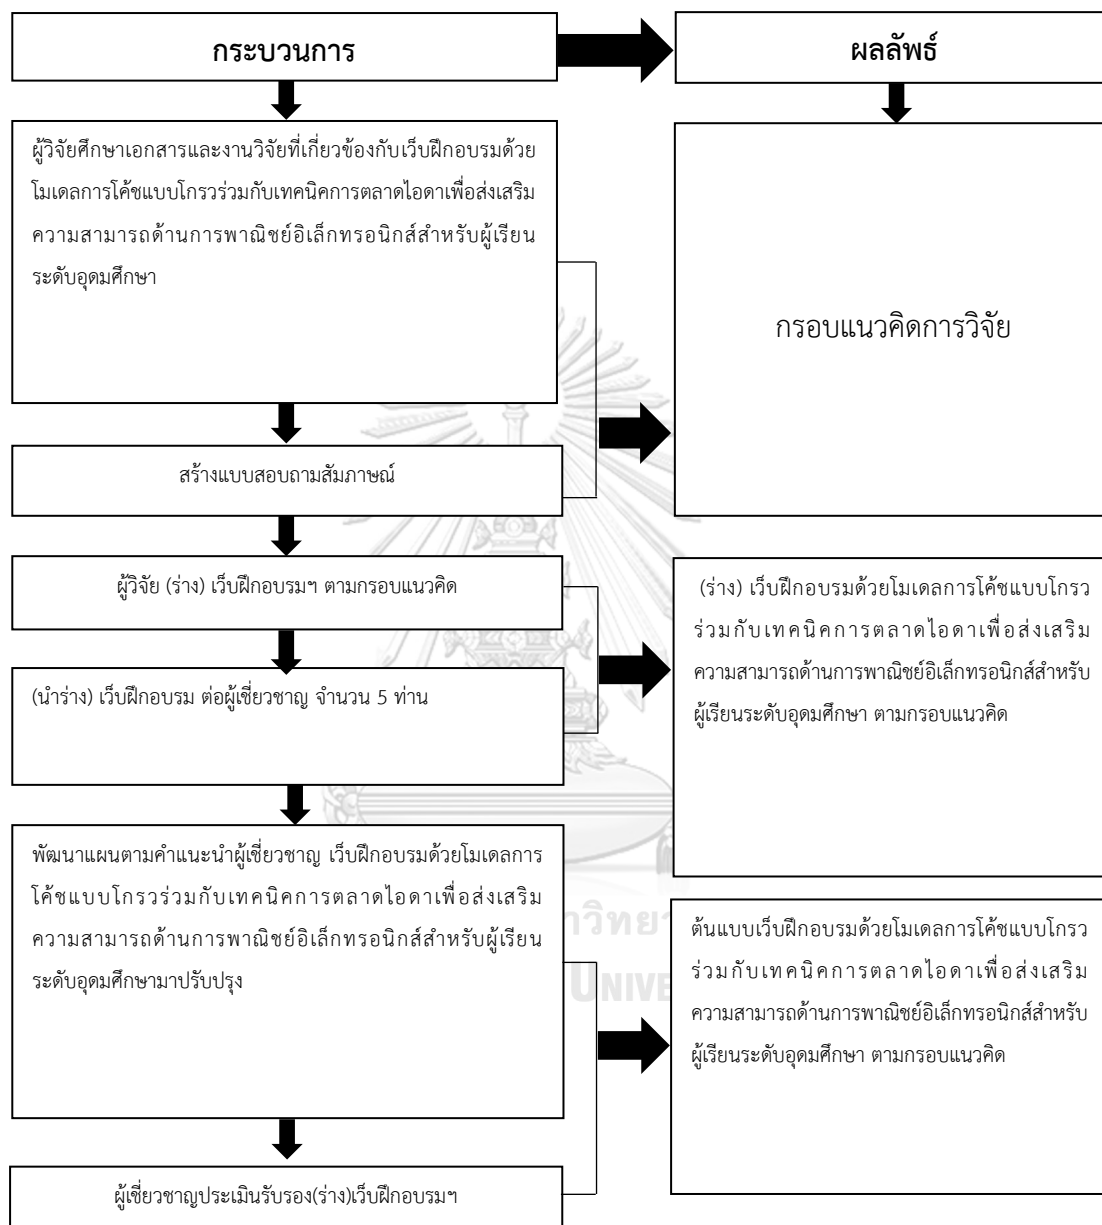 กระบวนการ
ผลลัพธ์
ผู้วิจัยศึกษาเอกสารและงานวิจัยที่เกี่ยวข้องกับเว็บฝึกอบรมด้วย
โมเดลการโค้ชแบบโกรวร่วมกับเทคนิคการตลาดไอดาเพื่อส่งเสริม
ความสามารถด้านการพาณิชย์อิเล็กทรอนิกส์สำหรับผู้เรียน
ระดับอุดมศึกษา
กรอบแนวคิดการวิจัย
สร้างแบบสอบถามสัมภาษณ์
ผู้วิจัย (ร่าง) เว็บฝึกอบรมฯ ตามกรอบแนวคิด
(นำร่าง) เว็บฝึกอบรม ต่อผู้เชี่ยวชาญ จำนวน 5 ท่าน
(ร่าง) เว็บฝึกอบรมด้วยโมเดลการโค้ชแบบโกรว
ร่วมกับเทคนิคการตลาดไอดาเพื่อส่งเสริม
ความสามารถด้านการพาณิชย์อิเล็กทรอนิกส์สำหรับ
ผู้เรียนระดับอุดมศึกษา ตามกรอบแนวคิด
พัฒนาแผนตามคำแนะนำผู้เชี่ยวชาญ เว็บฝึกอบรมด้วยโมเดลการ
โค้ชแบบโกรวร่วมกับเทคนิคการตลาดไอดาเพื่อส่งเสริม
ความสามารถด้านการพาณิชย์อิเล็กทรอนิกส์สำหรับผู้เรียน
ระดับอุดมศึกษามาปรับปรุง
ต้นแบบเว็บฝึกอบรมด้วยโมเดลการโค้ชแบบโกรว
ร่วมกับเทคนิคการตลาดไอดาเพื่อส่งเสริม
ความสามารถด้านการพาณิชย์อิเล็กทรอนิกส์สำหรับ
ผู้เรียนระดับอุดมศึกษา ตามกรอบแนวคิด
ผู้เชี่ยวชาญประเมินรับรอง(ร่าง)เว็บฝึกอบรมฯ